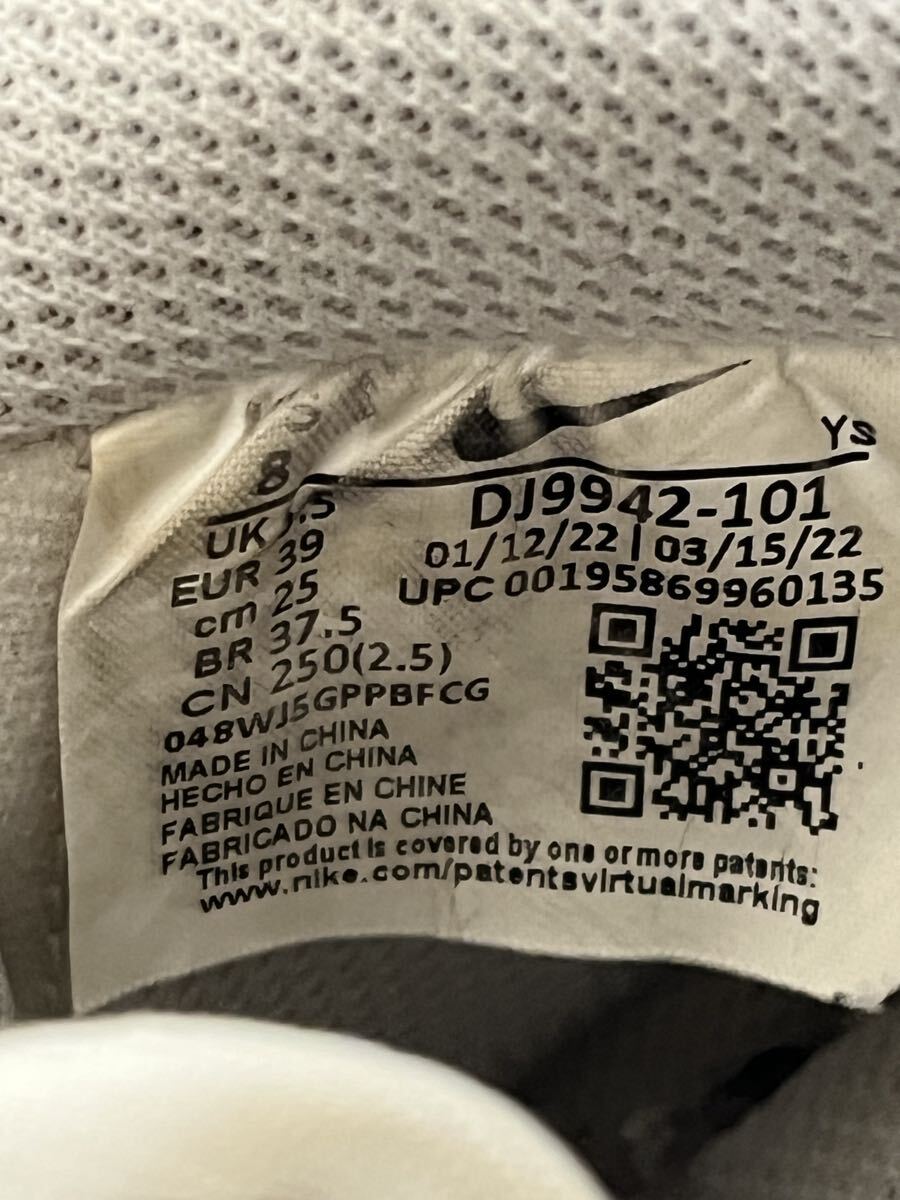 8
Ys
UK
EUR 39
cm 25
BR 37.5
CN 250(2.5)
048WJ5GPPBFCG
DJ9942-101
01/12/22 | 03/15/22
UPC 00195869960135
MADE IN CHINA
HECHO EN CHINA
FABRIQUE EN CHINE
FABRICADO NA CHINA
This product is covered by one or more patents:
www.nike.com/patentsvirtualmarking